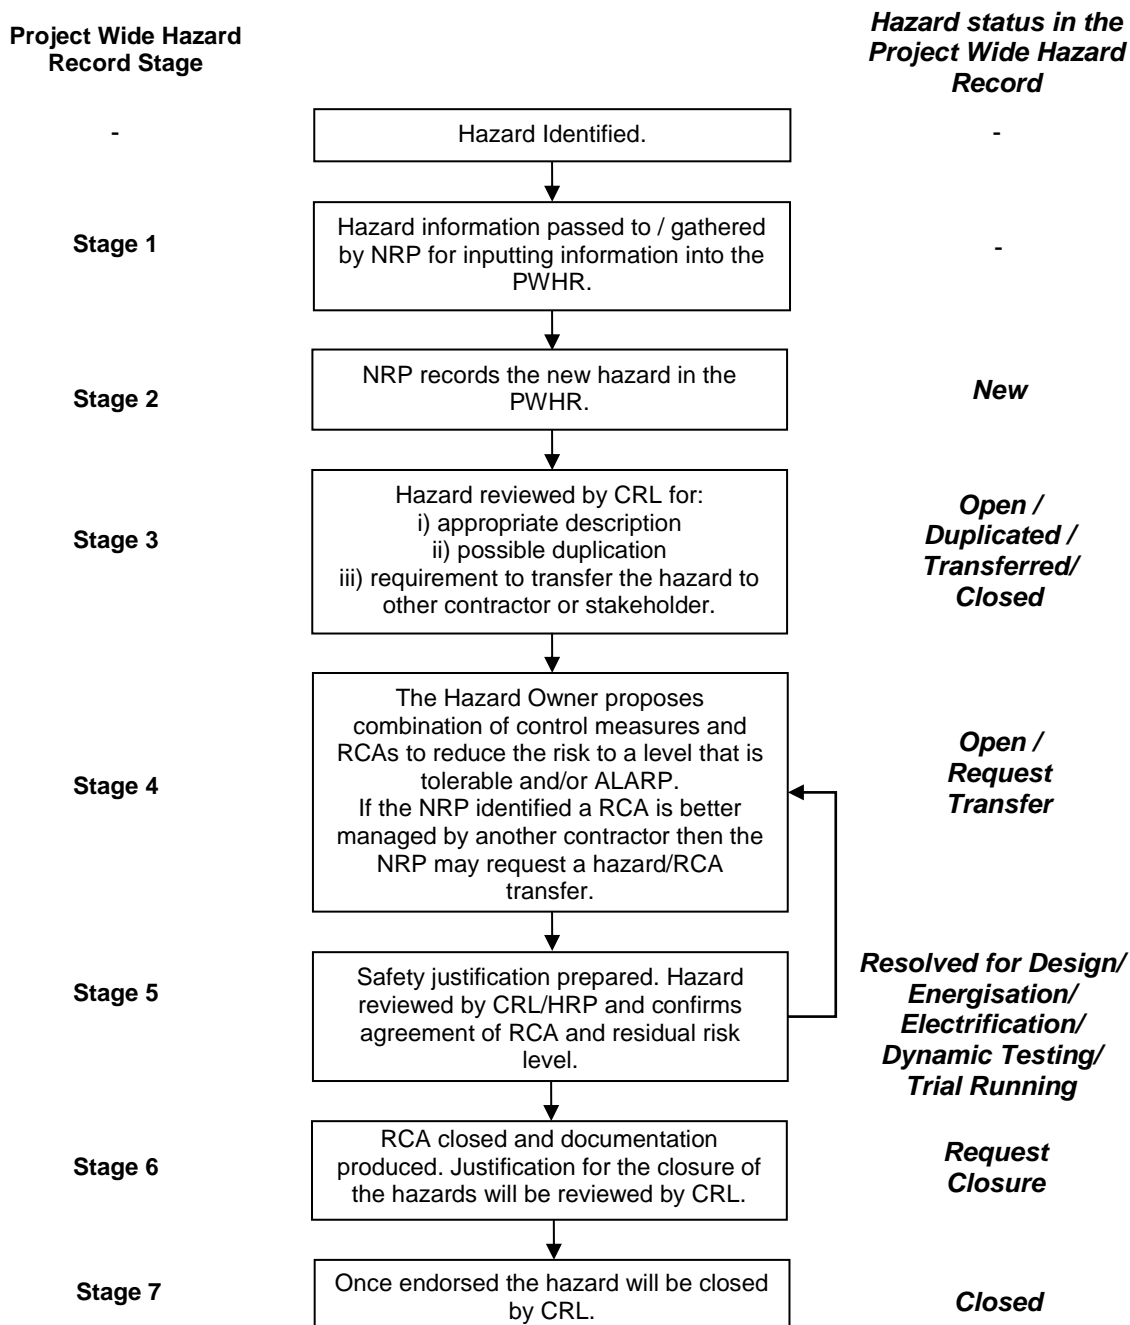 Project Wide Hazard
Record Stage
Hazard status in the
Project Wide Hazard
Record
-
Hazard Identified.
-
Stage 1
Hazard information passed to / gathered
by NRP for inputting information into the
PWHR.
-
Stage 2
NRP records the new hazard in the
PWHR.
New
Stage 3
Hazard reviewed by CRL for:
i) appropriate description
ii) possible duplication
iii) requirement to transfer the hazard to
other contractor or stakeholder.
Open /
Duplicated /
Transferred/
Closed
Stage 4
The Hazard Owner proposes
combination of control measures and
RCAs to reduce the risk to a level that is
tolerable and/or ALARP.
If the NRP identified a RCA is better
managed by another contractor then the
NRP may request a hazard/RCA
transfer.
Open /
Request
Transfer
Stage 5
Safety justification prepared. Hazard
reviewed by CRL/HRP and confirms
agreement of RCA and residual risk
level.
Resolved for Design/
Energisation/
Electrification/
Dynamic Testing/
Trial Running
Stage 6
RCA closed and documentation
produced. Justification for the closure of
the hazards will be reviewed by CRL.
Request
Closure
Stage 7
Once endorsed the hazard will be closed
by CRL.
Closed